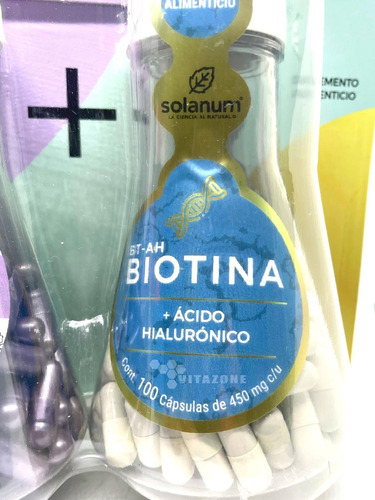 ALIMENTICIO
+
solanum
LA CIENCIA AL NATURAL
EMENTO
ENTICIO
BT-AH
BIOTINA
+ ÁCIDO
HIALURÓNICO
VITAZONE
Cont. 100 Cápsulas de 450 mg c/u